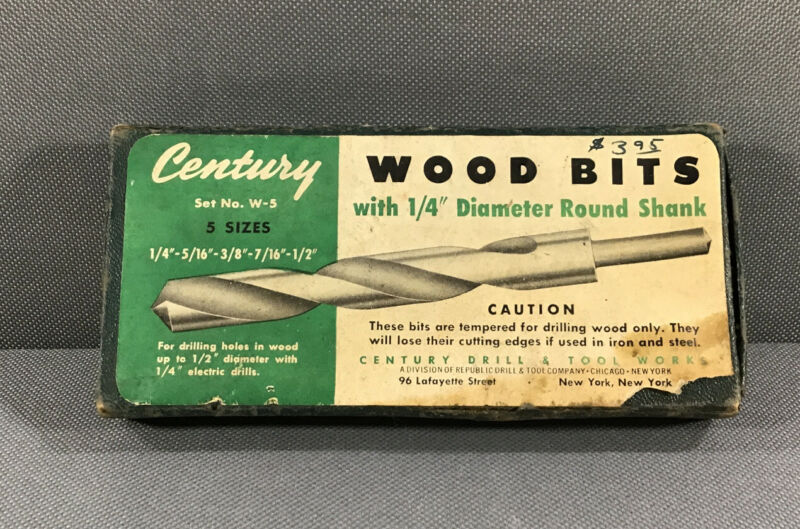 Century
Set No. W-5
5 SIZES
1/4"-5/16"-3/8"-7/16"-1/2"
For drilling holes in wood
up to 1/2" diameter with
1/4" electric drills.
$3.95
WOOD BITS
with 1/4" Diameter Round Shank
CAUTION
These bits are tempered for drilling wood only. They
will lose their cutting edges if used in iron and steel.
CENTURY DRILL & TOOL WORKS
A DIVISION OF REPUBLIC DRILL & TOOL COMPANY · CHICAGO · NEW YORK
96 Lafayette Street · New York, New York